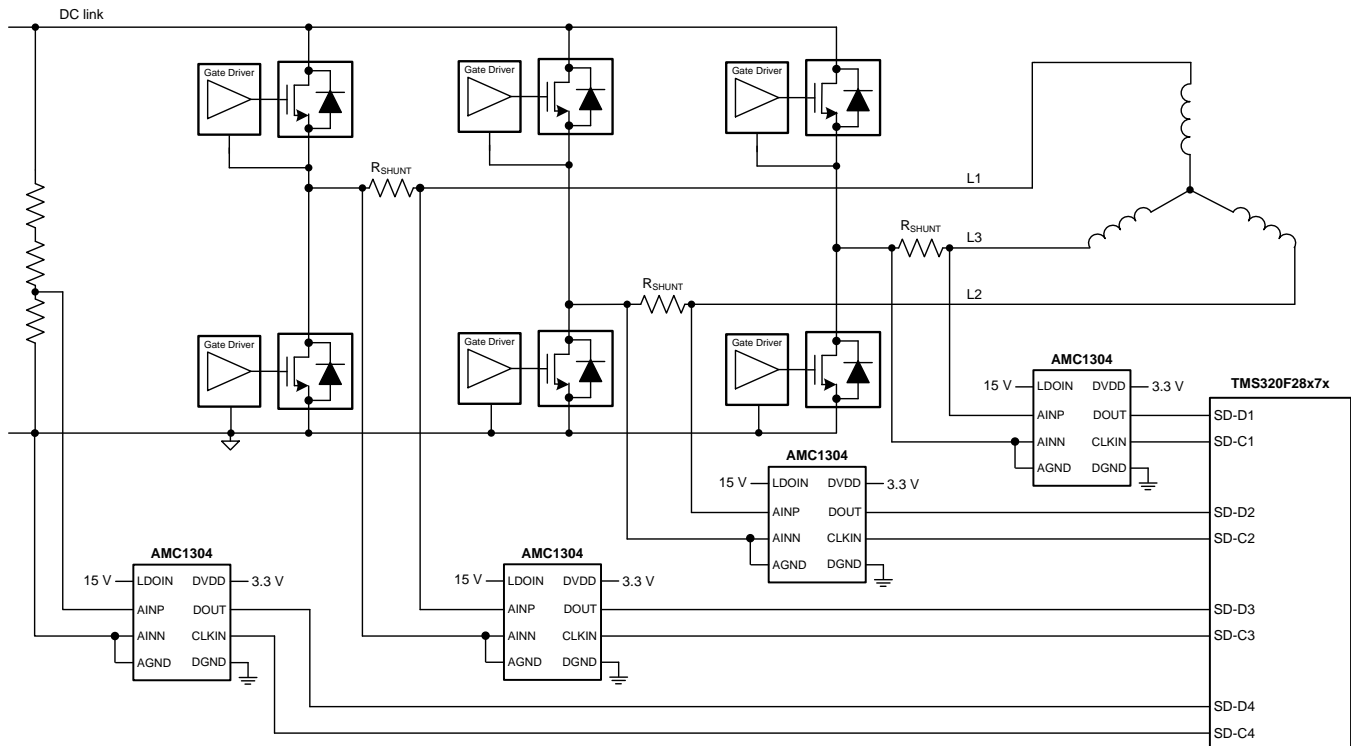 DC link
Gate Driver
Gate Driver
Gate Driver
RSHUNT
L1
RSHUNT
L3
RSHUNT
L2
Gate Driver
Gate Driver
Gate Driver
AMC1304
15 V
LDOIN
DVDD
3.3 V
AINP
DOUT
AINN
CLKIN
AGND
DGND
TMS320F28x7x
SD-D1
SD-C1
SD-D2
SD-C2
SD-D3
SD-C3
SD-D4
SD-C4
AMC1304
15 V
LDOIN
DVDD
3.3 V
AINP
DOUT
AINN
CLKIN
AGND
DGND
AMC1304
15 V
LDOIN
DVDD
3.3 V
AINP
DOUT
AINN
CLKIN
AGND
DGND
AMC1304
15 V
LDOIN
DVDD
3.3 V
AINP
DOUT
AINN
CLKIN
AGND
DGND